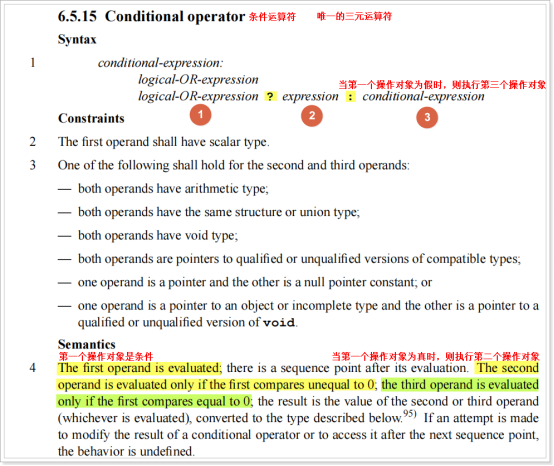 6.5.15 Conditional operator 条件运算符 唯一的三元运算符
Syntax
1 conditional-expression:
logical-OR-expression
当第一个操作对象为假时，则执行第三个操作对象
logical-OR-expression ? expression : conditional-expression
1 2 3
Constraints
2 The first operand shall have scalar type.
3 One of the following shall hold for the second and third operands:
— both operands have arithmetic type;
— both operands have the same structure or union type;
— both operands have void type;
— both operands are pointers to qualified or unqualified versions of compatible types;
— one operand is a pointer and the other is a null pointer constant; or
— one operand is a pointer to an object or incomplete type and the other is a pointer to a
qualified or unqualified version of void.
Semantics
第一个操作对象是条件 当第一个操作对象为真时，则执行第二个操作对象
4 The first operand is evaluated; there is a sequence point after its evaluation. The second
operand is evaluated only if the first compares unequal to 0; the third operand is evaluated
only if the first compares equal to 0; the result is the value of the second or third operand
(whichever is evaluated), converted to the type described below.95) If an attempt is made
to modify the result of a conditional operator or to access it after the next sequence point,
the behavior is undefined.